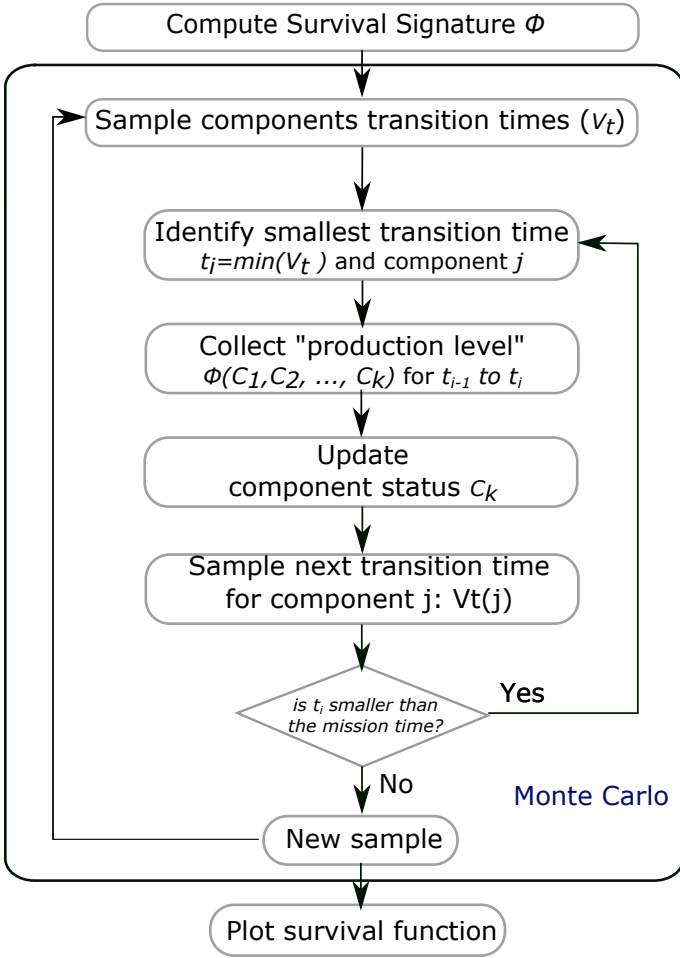 Compute Survival Signature Φ
Sample components transition times (Vt)
Identify smallest transition time
ti=min(Vt ) and component j
Collect "production level"
Φ(C1,C2, ..., Ck) for ti-1 to ti
Update
component status Ck
Sample next transition time
for component j: Vt(j)
is ti smaller than
the mission time?
Yes
No
Monte Carlo
New sample
Plot survival function